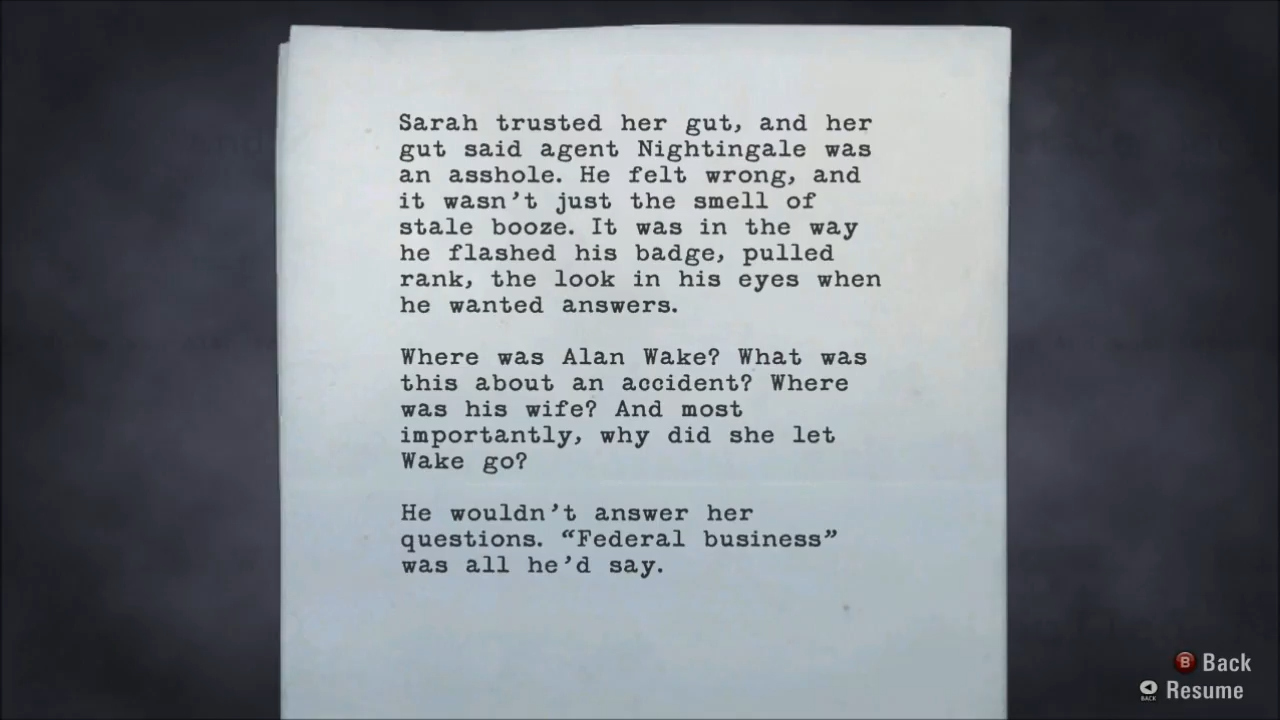 Sarah trusted her gut, and her
gut said agent Nightingale was
an asshole. He felt wrong, and
it wasn’t just the smell of
stale booze. It was in the way
he flashed his badge, pulled
rank, the look in his eyes when
he wanted answers.
Where was Alan Wake? What was
this about an accident? Where
was his wife? And most
importantly, why did she let
Wake go?
He wouldn’t answer her
questions. “Federal business”
was all he’d say.
B Back
BACK Resume